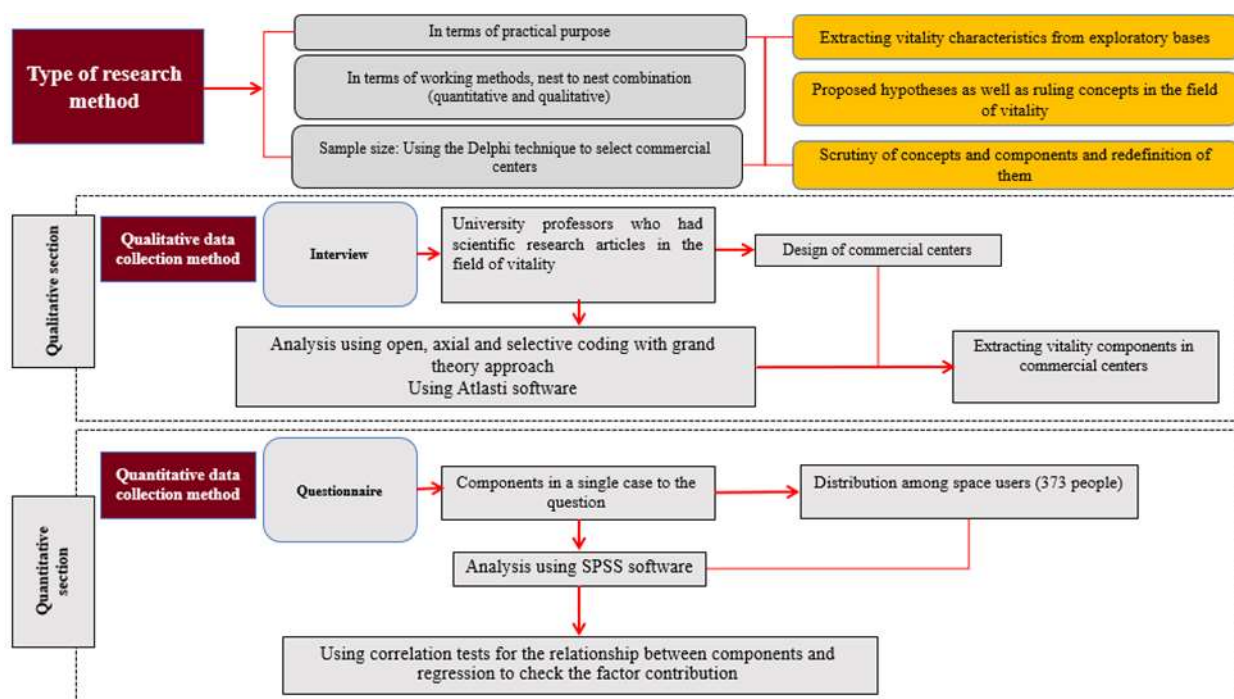 Type of research
method
In terms of practical purpose
In terms of working methods, nest to nest combination
(quantitative and qualitative)
Sample size: Using the Delphi technique to select commercial
centers
Extracting vitality characteristics from exploratory bases
Proposed hypotheses as well as ruling concepts in the field
of vitality
Scrutiny of concepts and components and redefinition of
them
Qualitative section
Qualitative data
collection method
Interview
University professors who had
scientific research articles in the
field of vitality
Design of commercial centers
Analysis using open, axial and selective coding with grand
theory approach
Using Atlasti software
Extracting vitality components in
commercial centers
Quantitative
section
Quantitative data
collection method
Questionnaire
Components in a single case to the
question
Distribution among space users (373 people)
Analysis using SPSS software
Using correlation tests for the relationship between components and
regression to check the factor contribution